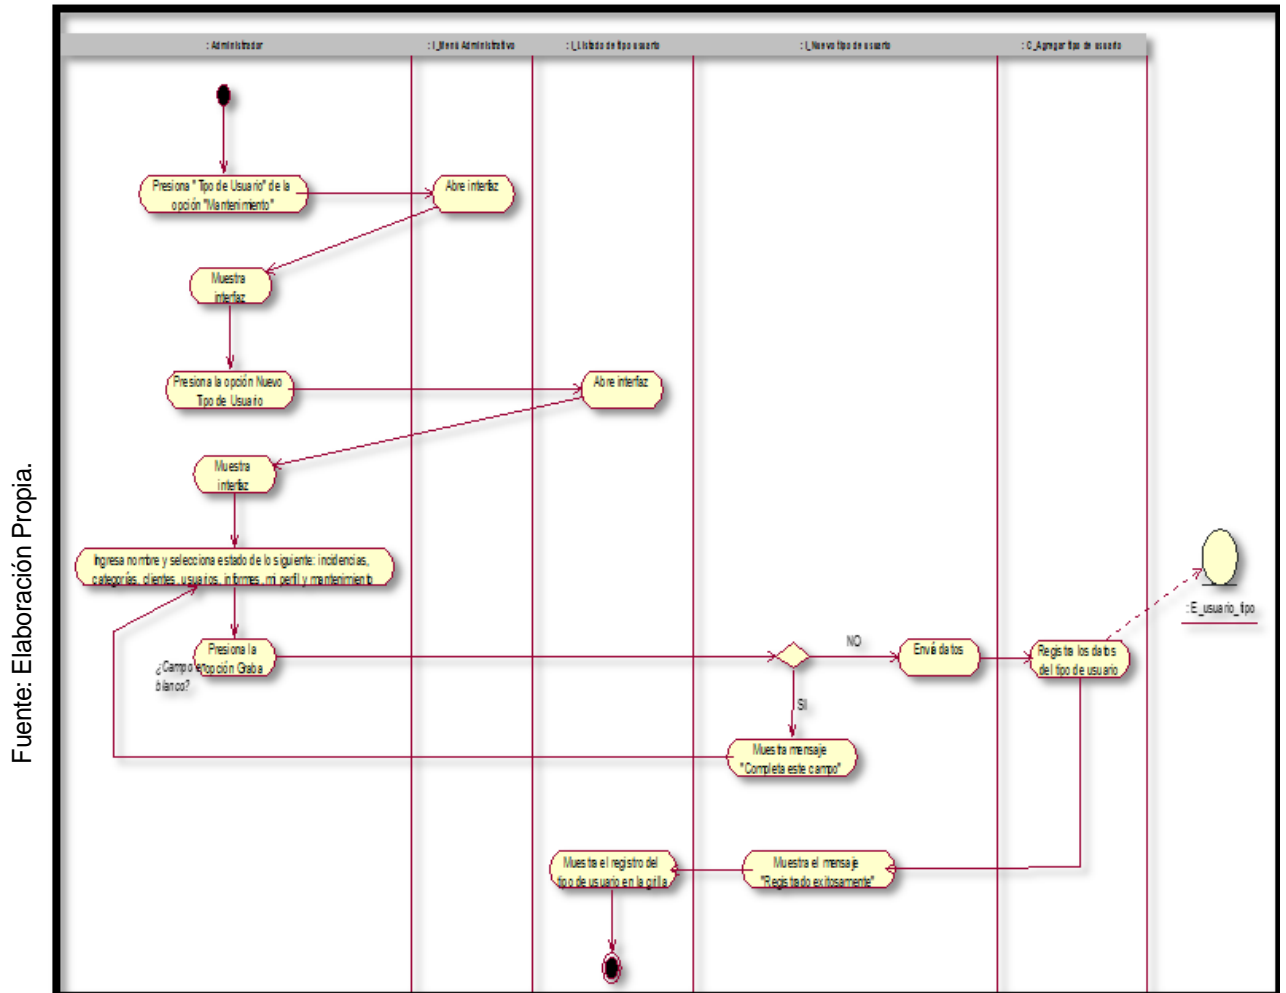 : Administrador
: I_Menú Administrativo
: I_Listado de tipo usuario
: I_Nuevo tipo de usuario
: C_Agregar tipo de usuario
Presiona " Tipo de Usuario" de la
opción "Mantenimiento"
Abre interfaz
Muestra
interfaz
Presiona la opción Nuevo
Tipo de Usuario
Abre interfaz
Muestra
interfaz
Ingresa nombre y selecciona estado de lo siguiente: incidencias,
categorías, clientes, usuarios, informes, mi perfil y mantenimiento
Presiona la
opción Graba
¿Campo en
blanco?
NO
SI
Envía datos
Registra los datos
del tipo de usuario
: E_usuario_tipo
Muestra mensaje
"Completa este campo"
Muestra el mensaje
"Registrado exitosamente"
Muestra el registro del
tipo de usuario en la grilla
Fuente: Elaboración Propia.